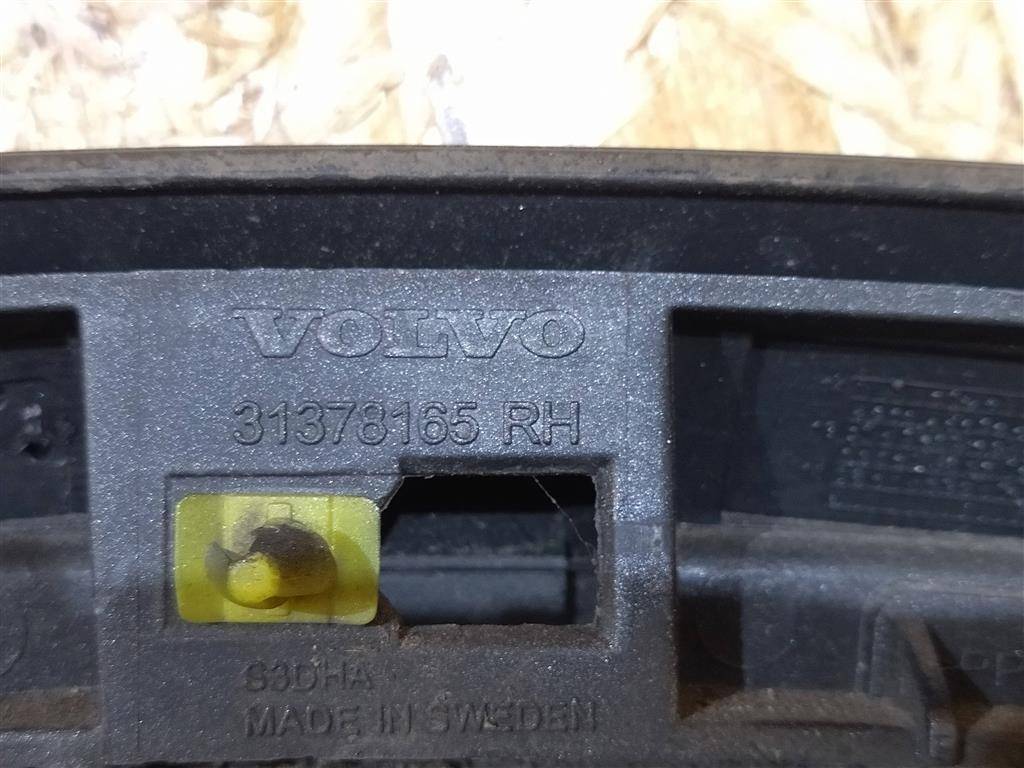 VOLVO
31378165 RH
S3DHA
MADE IN SWEDEN